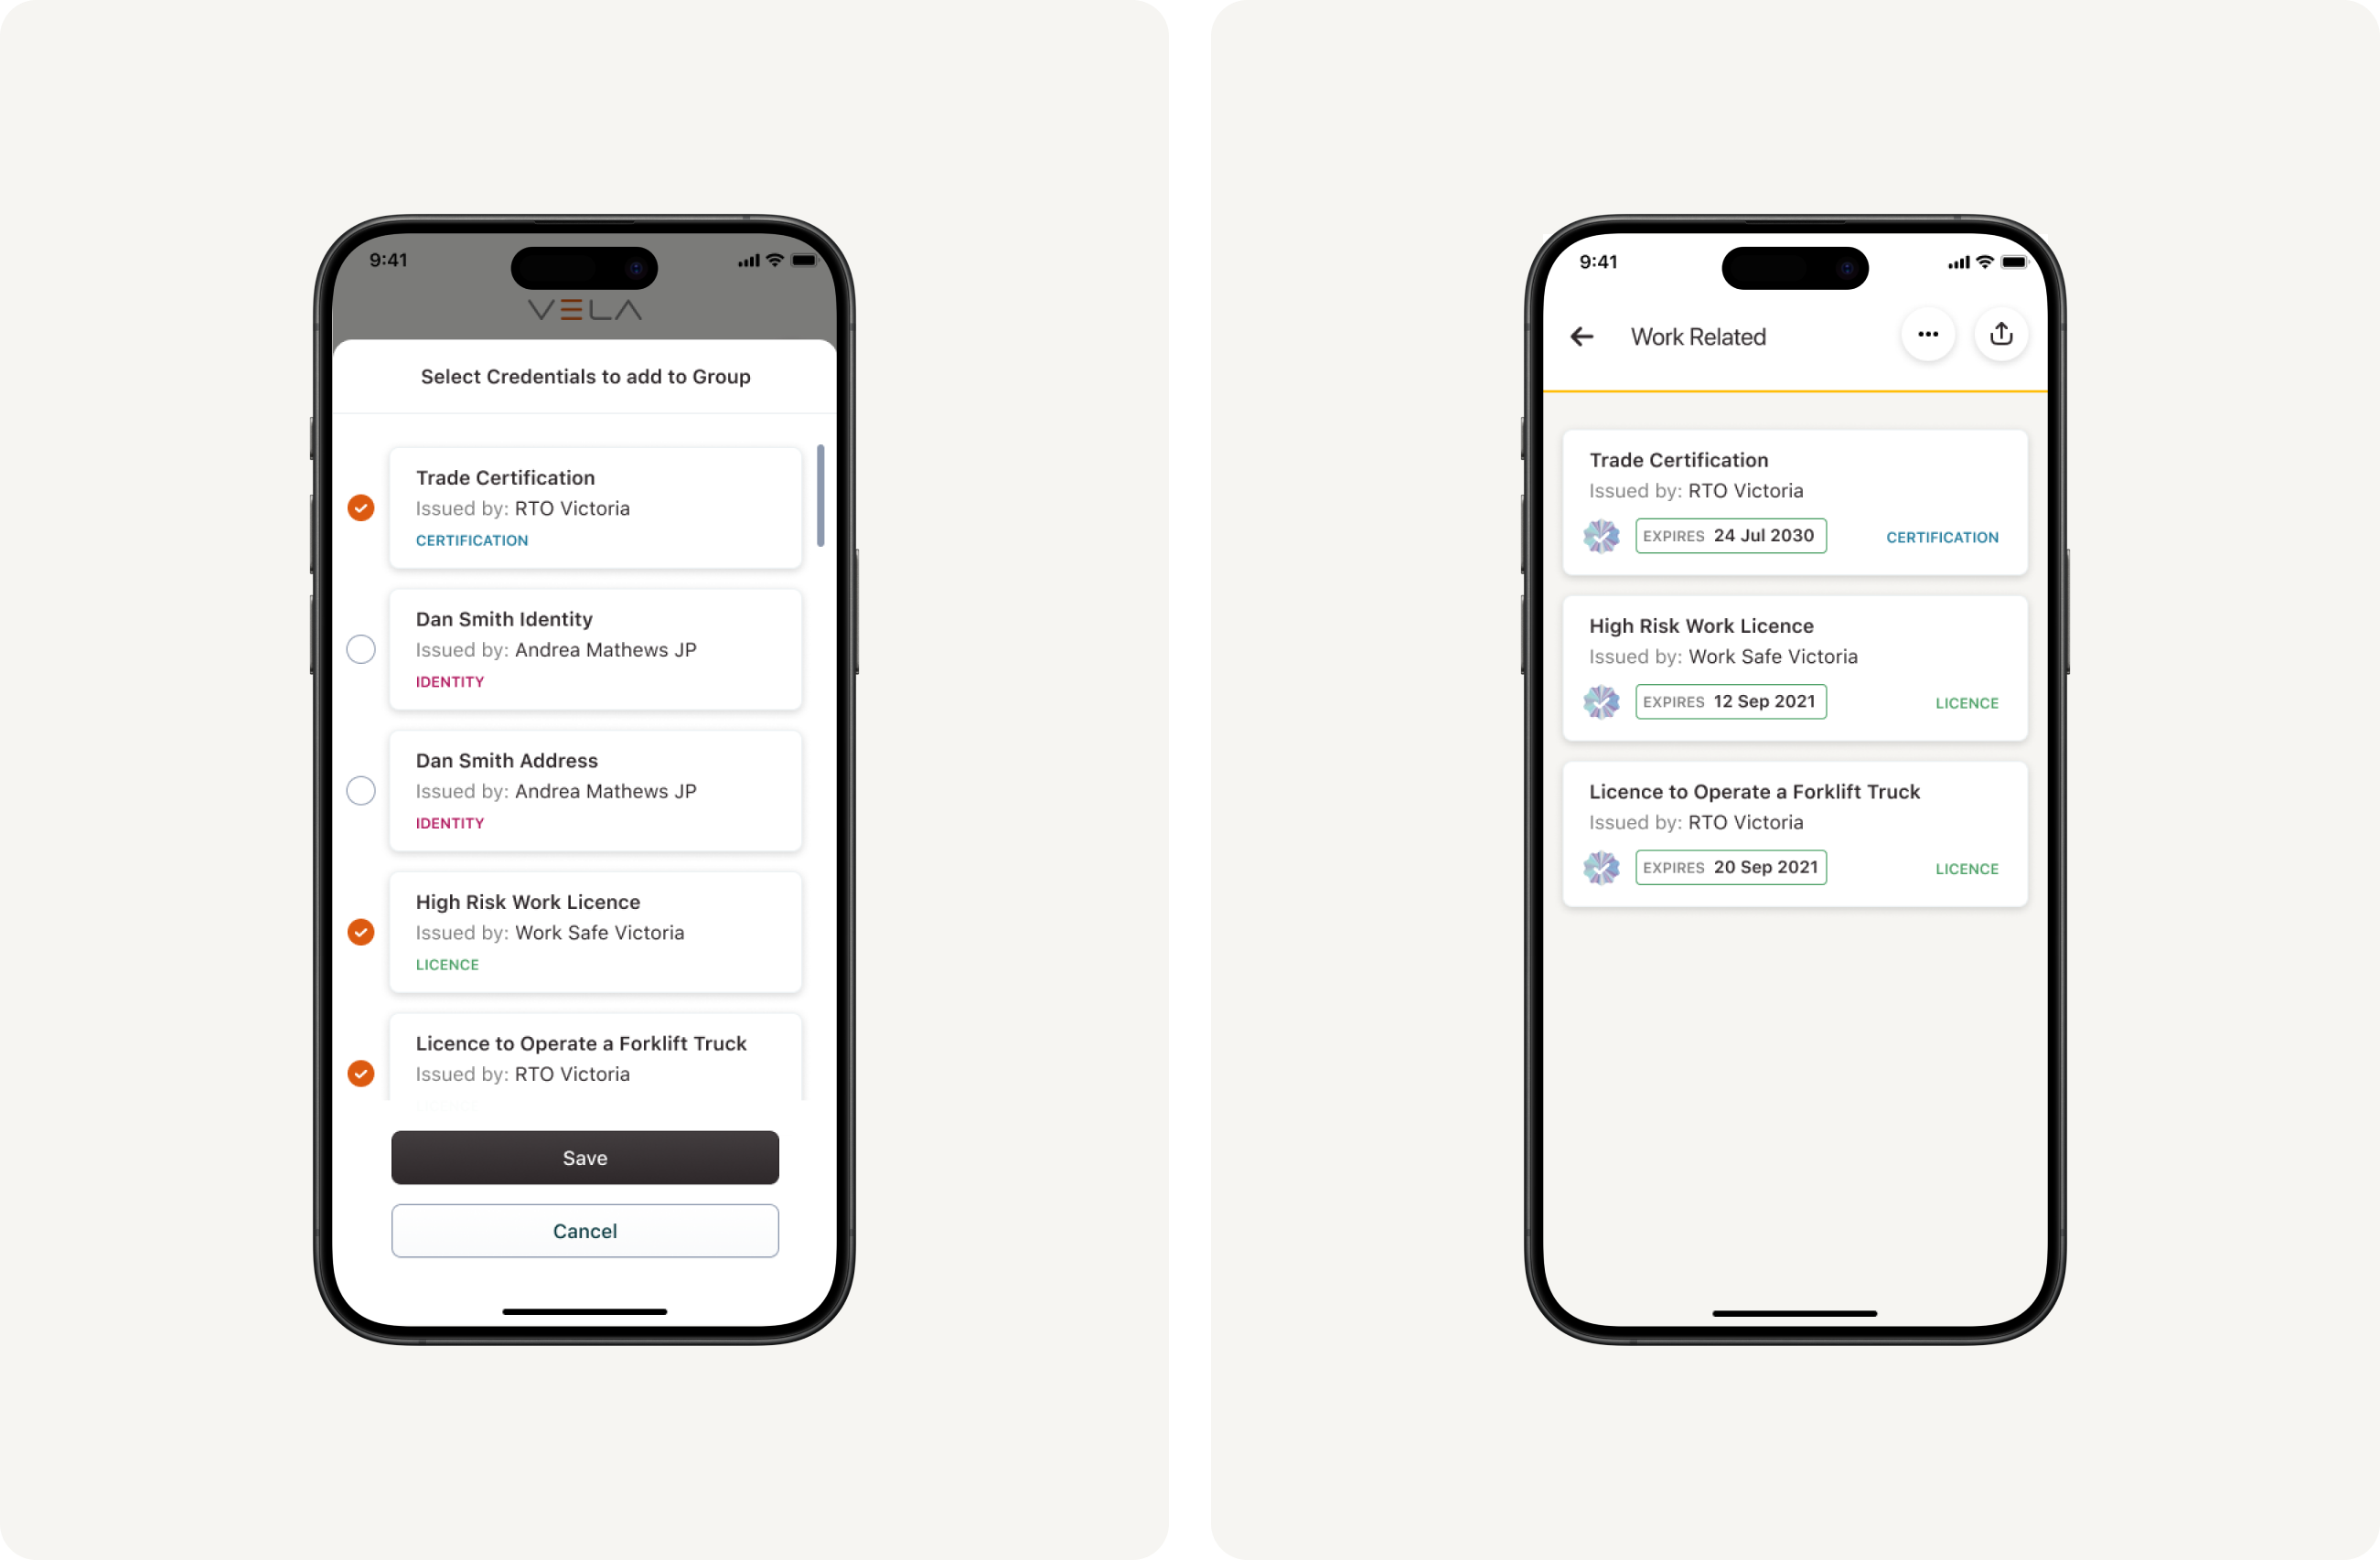 9:41
VELA
Select Credentials to add to Group
Trade Certification
Issued by: RTO Victoria
CERTIFICATION
Dan Smith Identity
Issued by: Andrea Mathews JP
IDENTITY
Dan Smith Address
Issued by: Andrea Mathews JP
IDENTITY
High Risk Work Licence
Issued by: Work Safe Victoria
LICENCE
Licence to Operate a Forklift Truck
Issued by: RTO Victoria
Save
Cancel
9:41
Work Related
Trade Certification
Issued by: RTO Victoria
EXPIRES 24 Jul 2030 CERTIFICATION
High Risk Work Licence
Issued by: Work Safe Victoria
EXPIRES 12 Sep 2021 LICENCE
Licence to Operate a Forklift Truck
Issued by: RTO Victoria
EXPIRES 20 Sep 2021 LICENCE